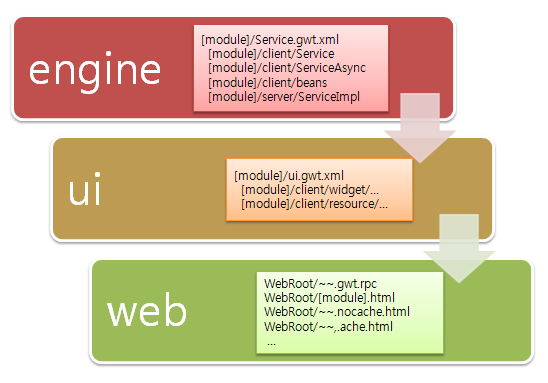 engine
[module]/Service.gwt.xml
[module]/client/Service
[module]/client/ServiceAsync
[module]/client/beans
[module]/server/ServiceImpl
ui
[module]/ui.gwt.xml
[module]/client/widget/...
[module]/client/resource/...
web
WebRoot/~~.gwt.rpc
WebRoot/[module].html
WebRoot/~~.nocache.html
WebRoot/~~,.ache.html
...